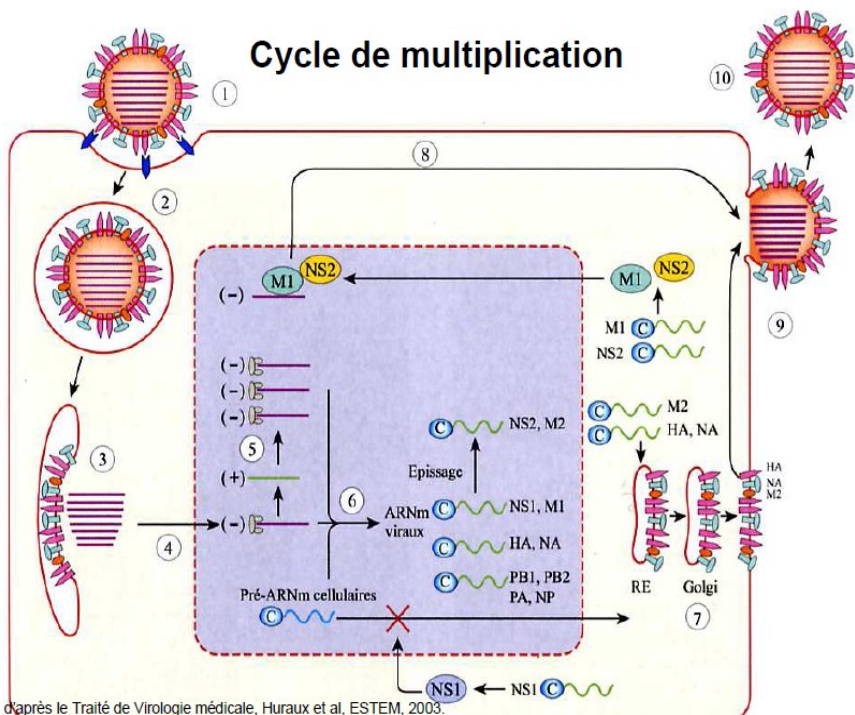 Cycle de multiplication
1
10
8
2
M1 NS2
(-)
M1 NS2
M1 C
NS2 C
9
(-)
(-)
(-)
C NS2, M2
C M2
C HA, NA
3
5
Epissage
(+)
6
ARNm
viraux
C NS1, M1
HA
NA
M2
4
(-)
C HA, NA
C PB1, PB2
PA, NP
RE
Golgi
7
Pré-ARNm cellulaires
C
NS1
NS1 C
d'après le Traité de Virologie médicale, Huraux et al, ESTEM, 2003.